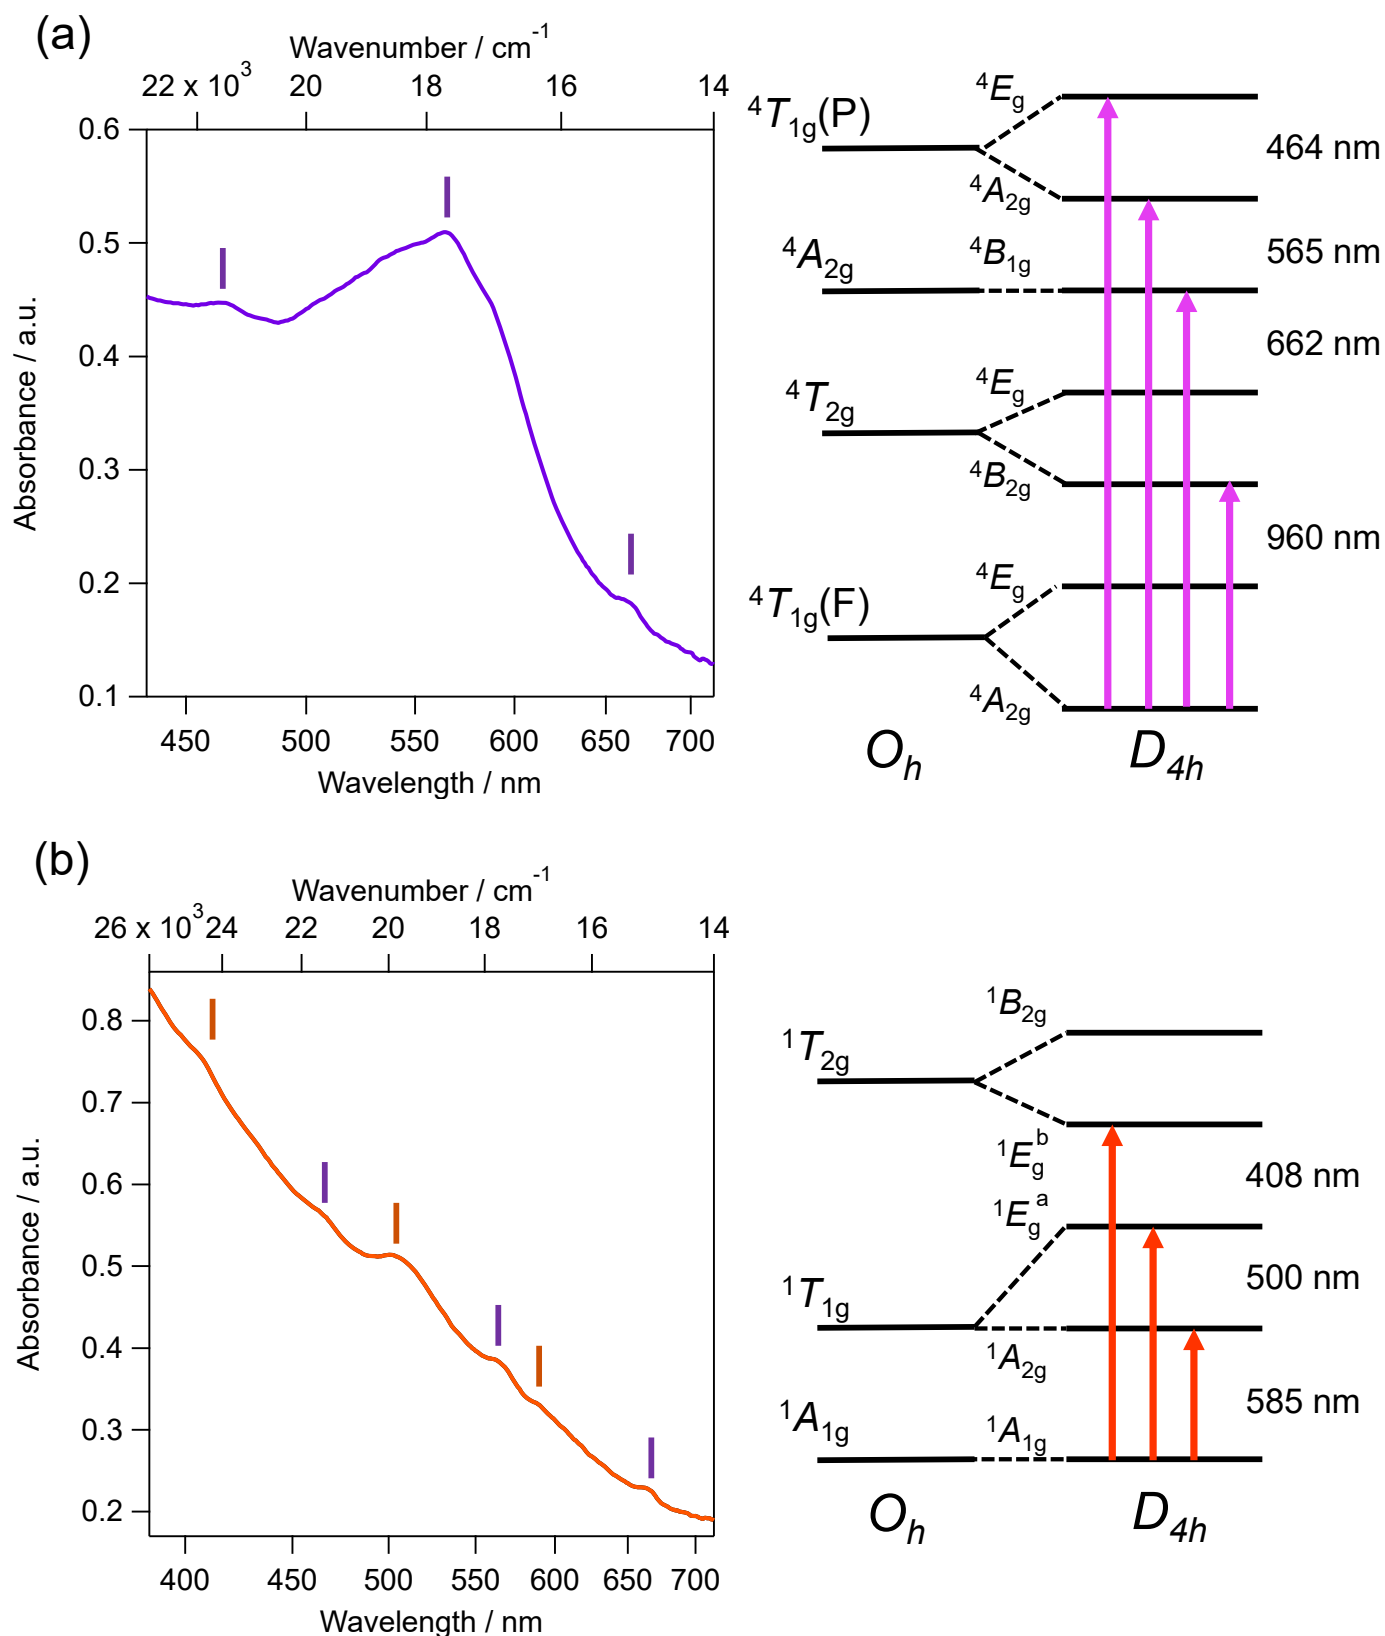 (a)
Wavenumber / cm⁻¹
22 x 10³ 20 18 16 14
0.6
0.5
0.4
0.3
0.2
0.1
Absorbance / a.u.
450 500 550 600 650 700
Wavelength / nm
⁴T₁g(P)
⁴A₂g
⁴T₂g
⁴T₁g(F)
⁴Eg
⁴A₂g
⁴B₁g
⁴Eg
⁴B₂g
⁴Eg
⁴A₂g
464 nm
565 nm
662 nm
960 nm
Oh D4h
(b)
Wavenumber / cm⁻¹
26 x 10³ 24 22 20 18 16 14
0.8
0.7
0.6
0.5
0.4
0.3
0.2
Absorbance / a.u.
400 450 500 550 600 650 700
Wavelength / nm
¹T₂g
¹T₁g
¹A₁g
¹B₂g
¹Eg^b
¹Eg^a
¹A₂g
¹A₁g
408 nm
500 nm
585 nm
Oh D4h